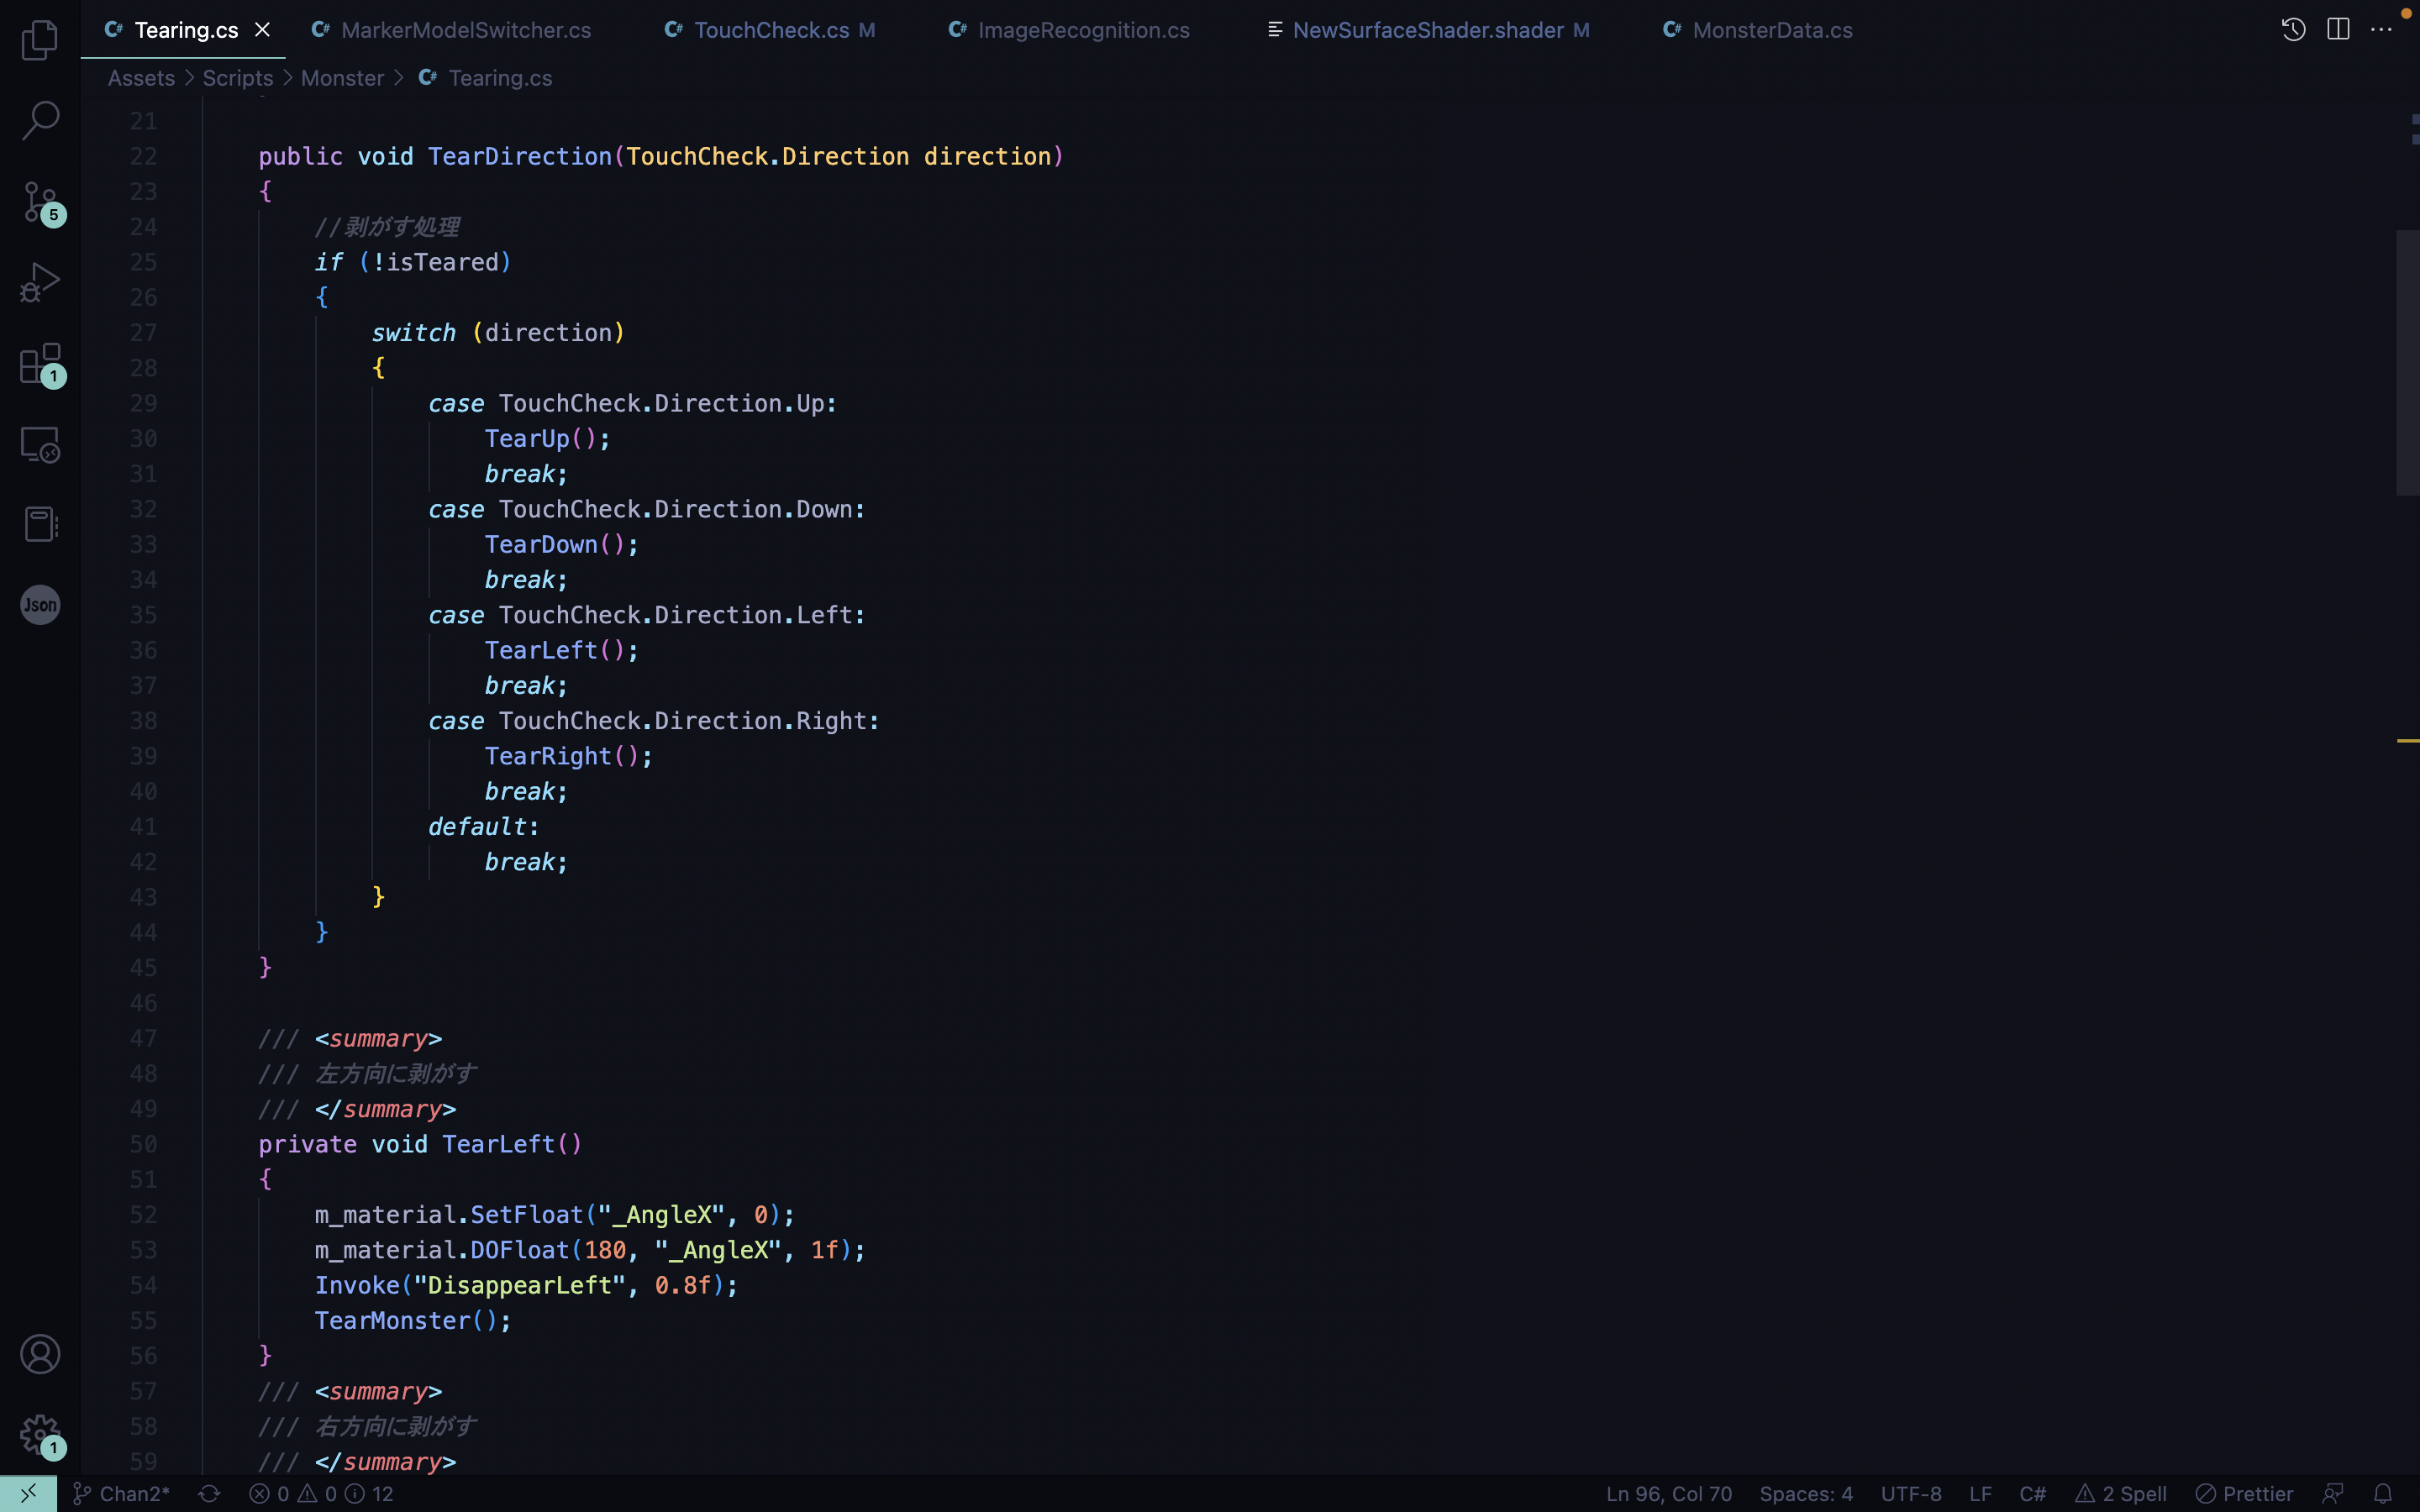 Tearing.cs MarkerModelSwitcher.cs TouchCheck.cs M ImageRecognition.cs NewSurfaceShader.shader M MonsterData.cs
Assets > Scripts > Monster > Tearing.cs
21
22 public void TearDirection(TouchCheck.Direction direction)
23 {
24 //剥がす処理
25 if (!isTeared)
26 {
27 switch (direction)
28 {
29 case TouchCheck.Direction.Up:
30 TearUp();
31 break;
32 case TouchCheck.Direction.Down:
33 TearDown();
34 break;
35 case TouchCheck.Direction.Left:
36 TearLeft();
37 break;
38 case TouchCheck.Direction.Right:
39 TearRight();
40 break;
41 default:
42 break;
43 }
44 }
45 }
46
47 /// <summary>
48 /// 左方向に剥がす
49 /// </summary>
50 private void TearLeft()
51 {
52 m_material.SetFloat("_AngleX", 0);
53 m_material.DOFloat(180, "_AngleX", 1f);
54 Invoke("DisappearLeft", 0.8f);
55 TearMonster();
56 }
57 /// <summary>
58 /// 右方向に剥がす
59 /// </summary>
5
1
Json
1
Chan2* 0 0 12 Ln 96, Col 70 Spaces: 4 UTF-8 LF C# 2 Spell Prettier